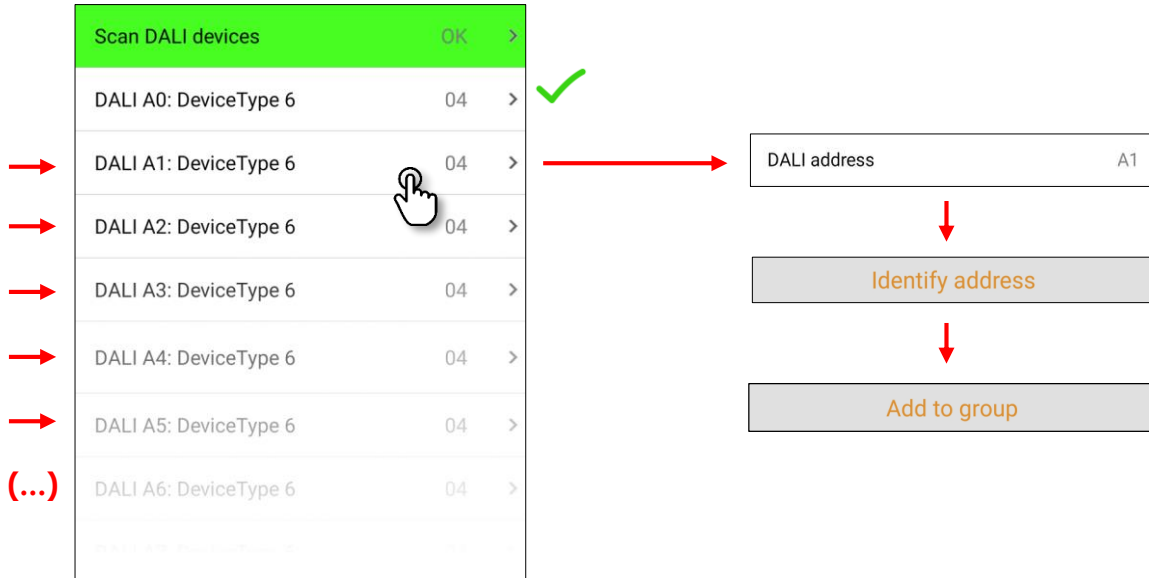 Scan DALI devices OK
DALI A0: DeviceType 6 04
DALI A1: DeviceType 6 04
DALI A2: DeviceType 6 04
DALI A3: DeviceType 6 04
DALI A4: DeviceType 6 04
DALI A5: DeviceType 6 04
(...) DALI A6: DeviceType 6 04
DALI address A1
Identify address
Add to group